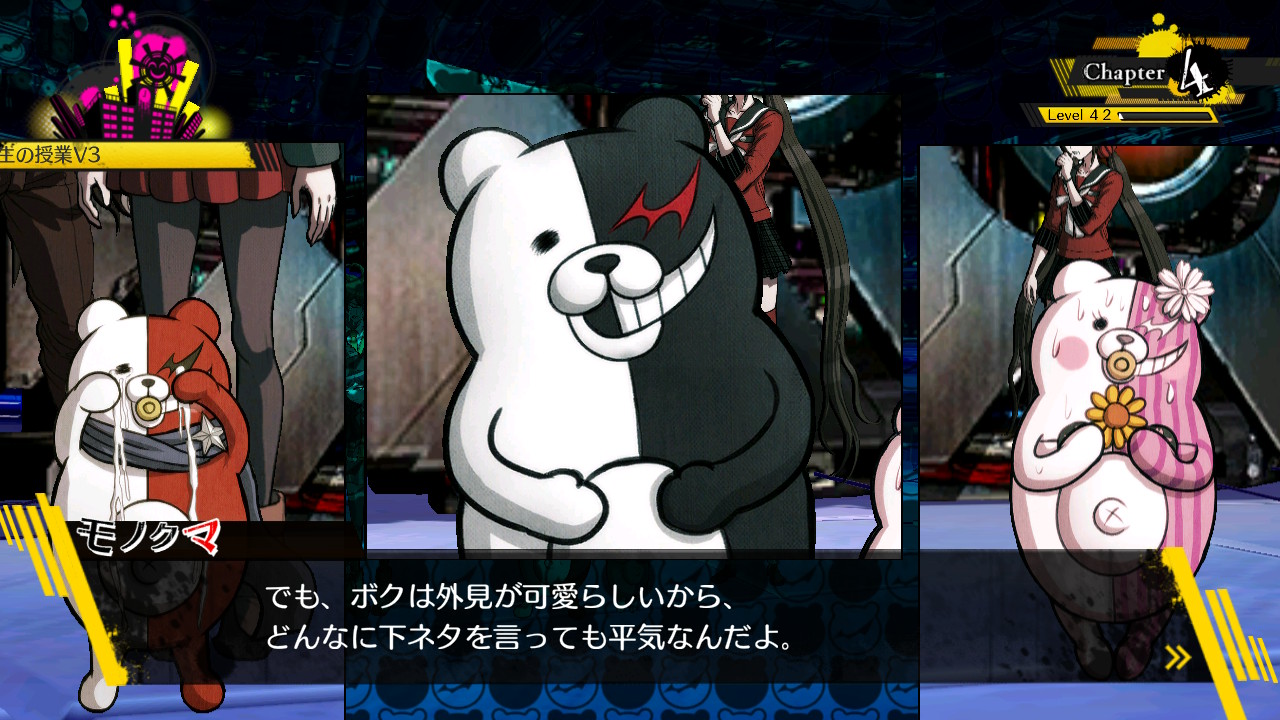 Chapter 4
Level 42
生の授業V3
モノクマ
でも、ボクは外見が可愛らしいから、
どんなに下ネタを言っても平気なんだよ。